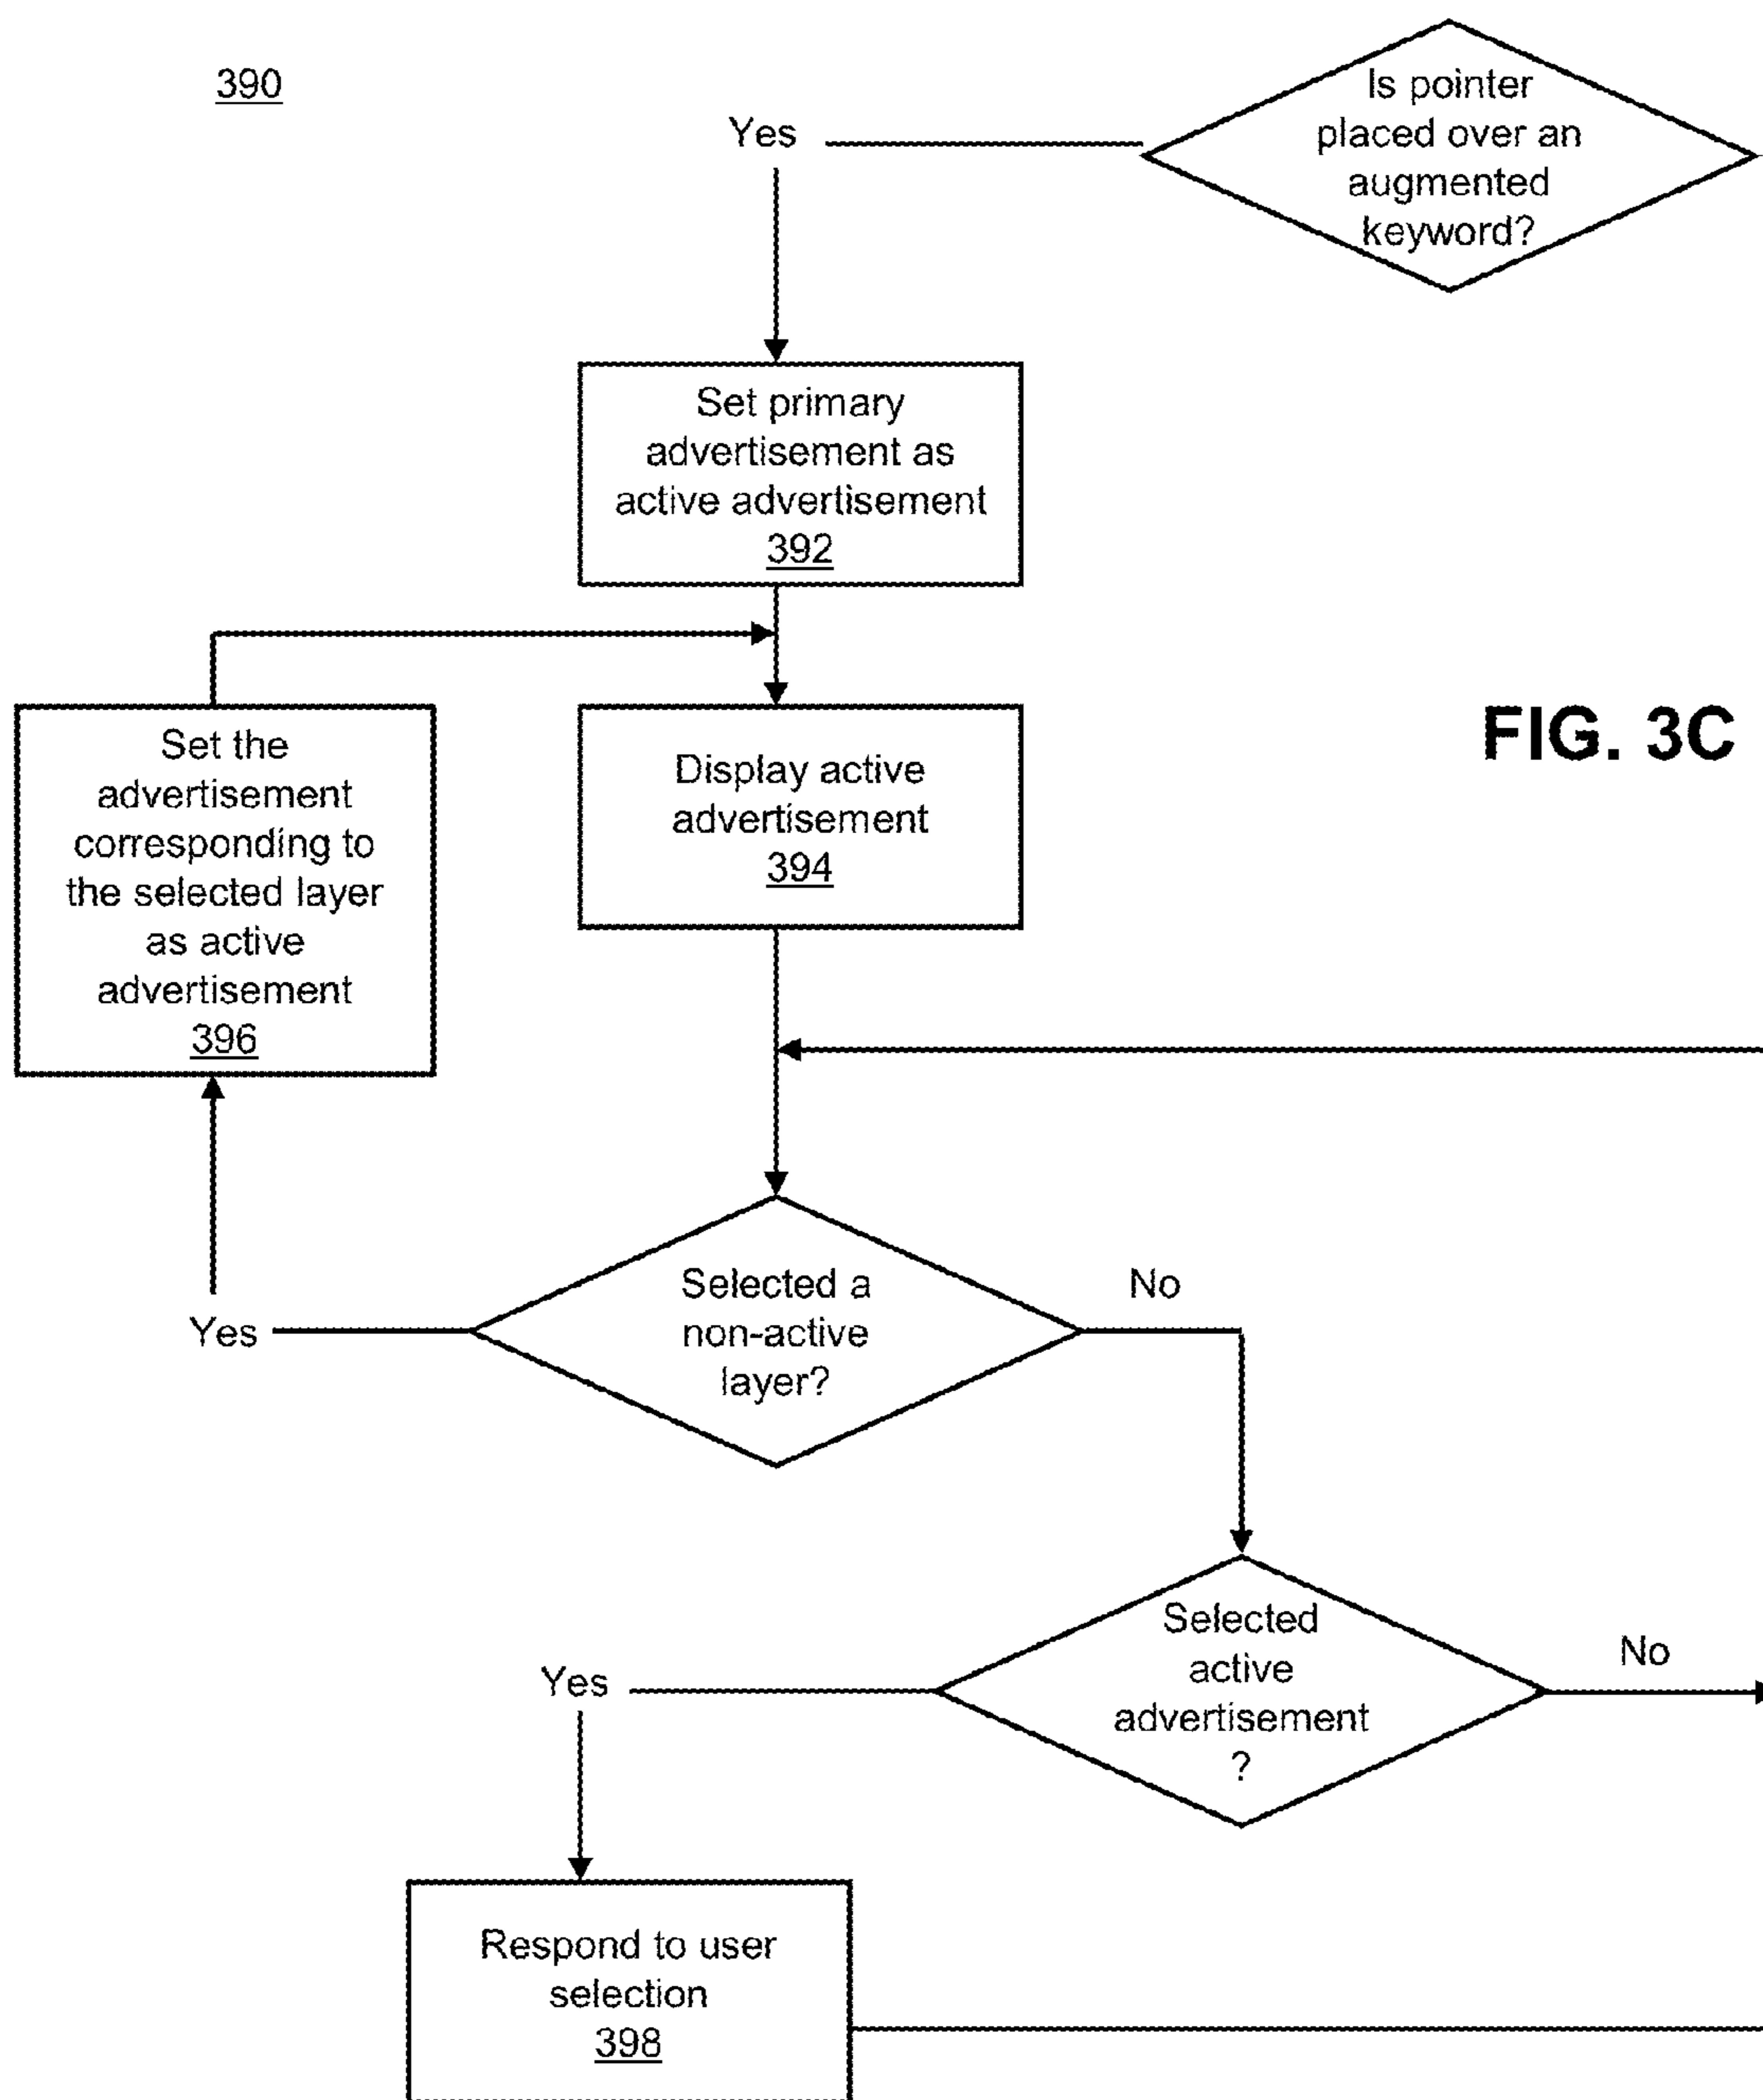 390
Is pointer
placed over an
augmented
keyword?
Yes
Set primary
advertisement as
active advertisement
392
Set the
advertisement
corresponding to
the selected layer
as active
advertisement
396
Display active
advertisement
394
FIG. 3C
Selected a
non-active
layer?
No
Yes
Selected
active
advertisement
?
No
Yes
Respond to user
selection
398